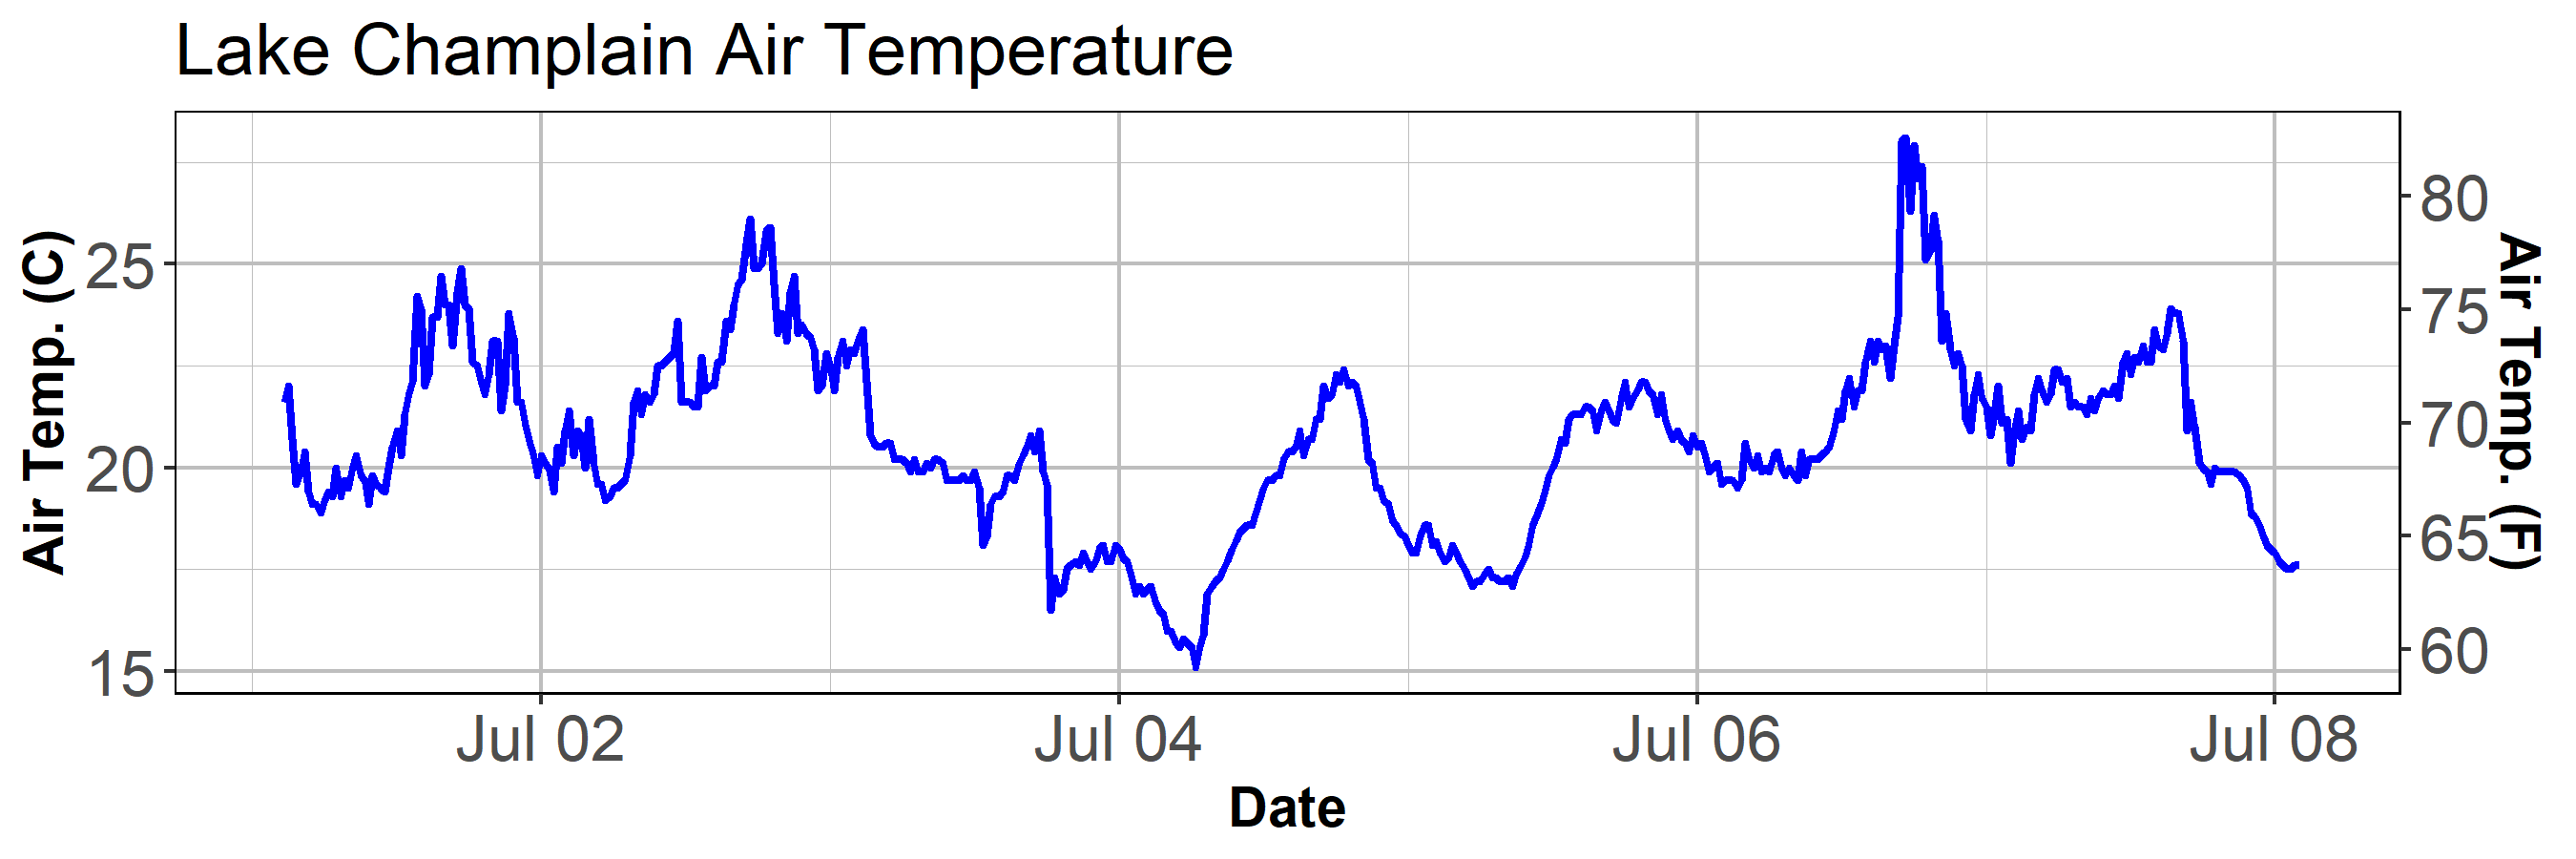 Lake Champlain Air Temperature
Air Temp. (C)
25
20
15
80
75
70
65
60
Air Temp. (F)
Jul 02
Jul 04
Jul 06
Jul 08
Date